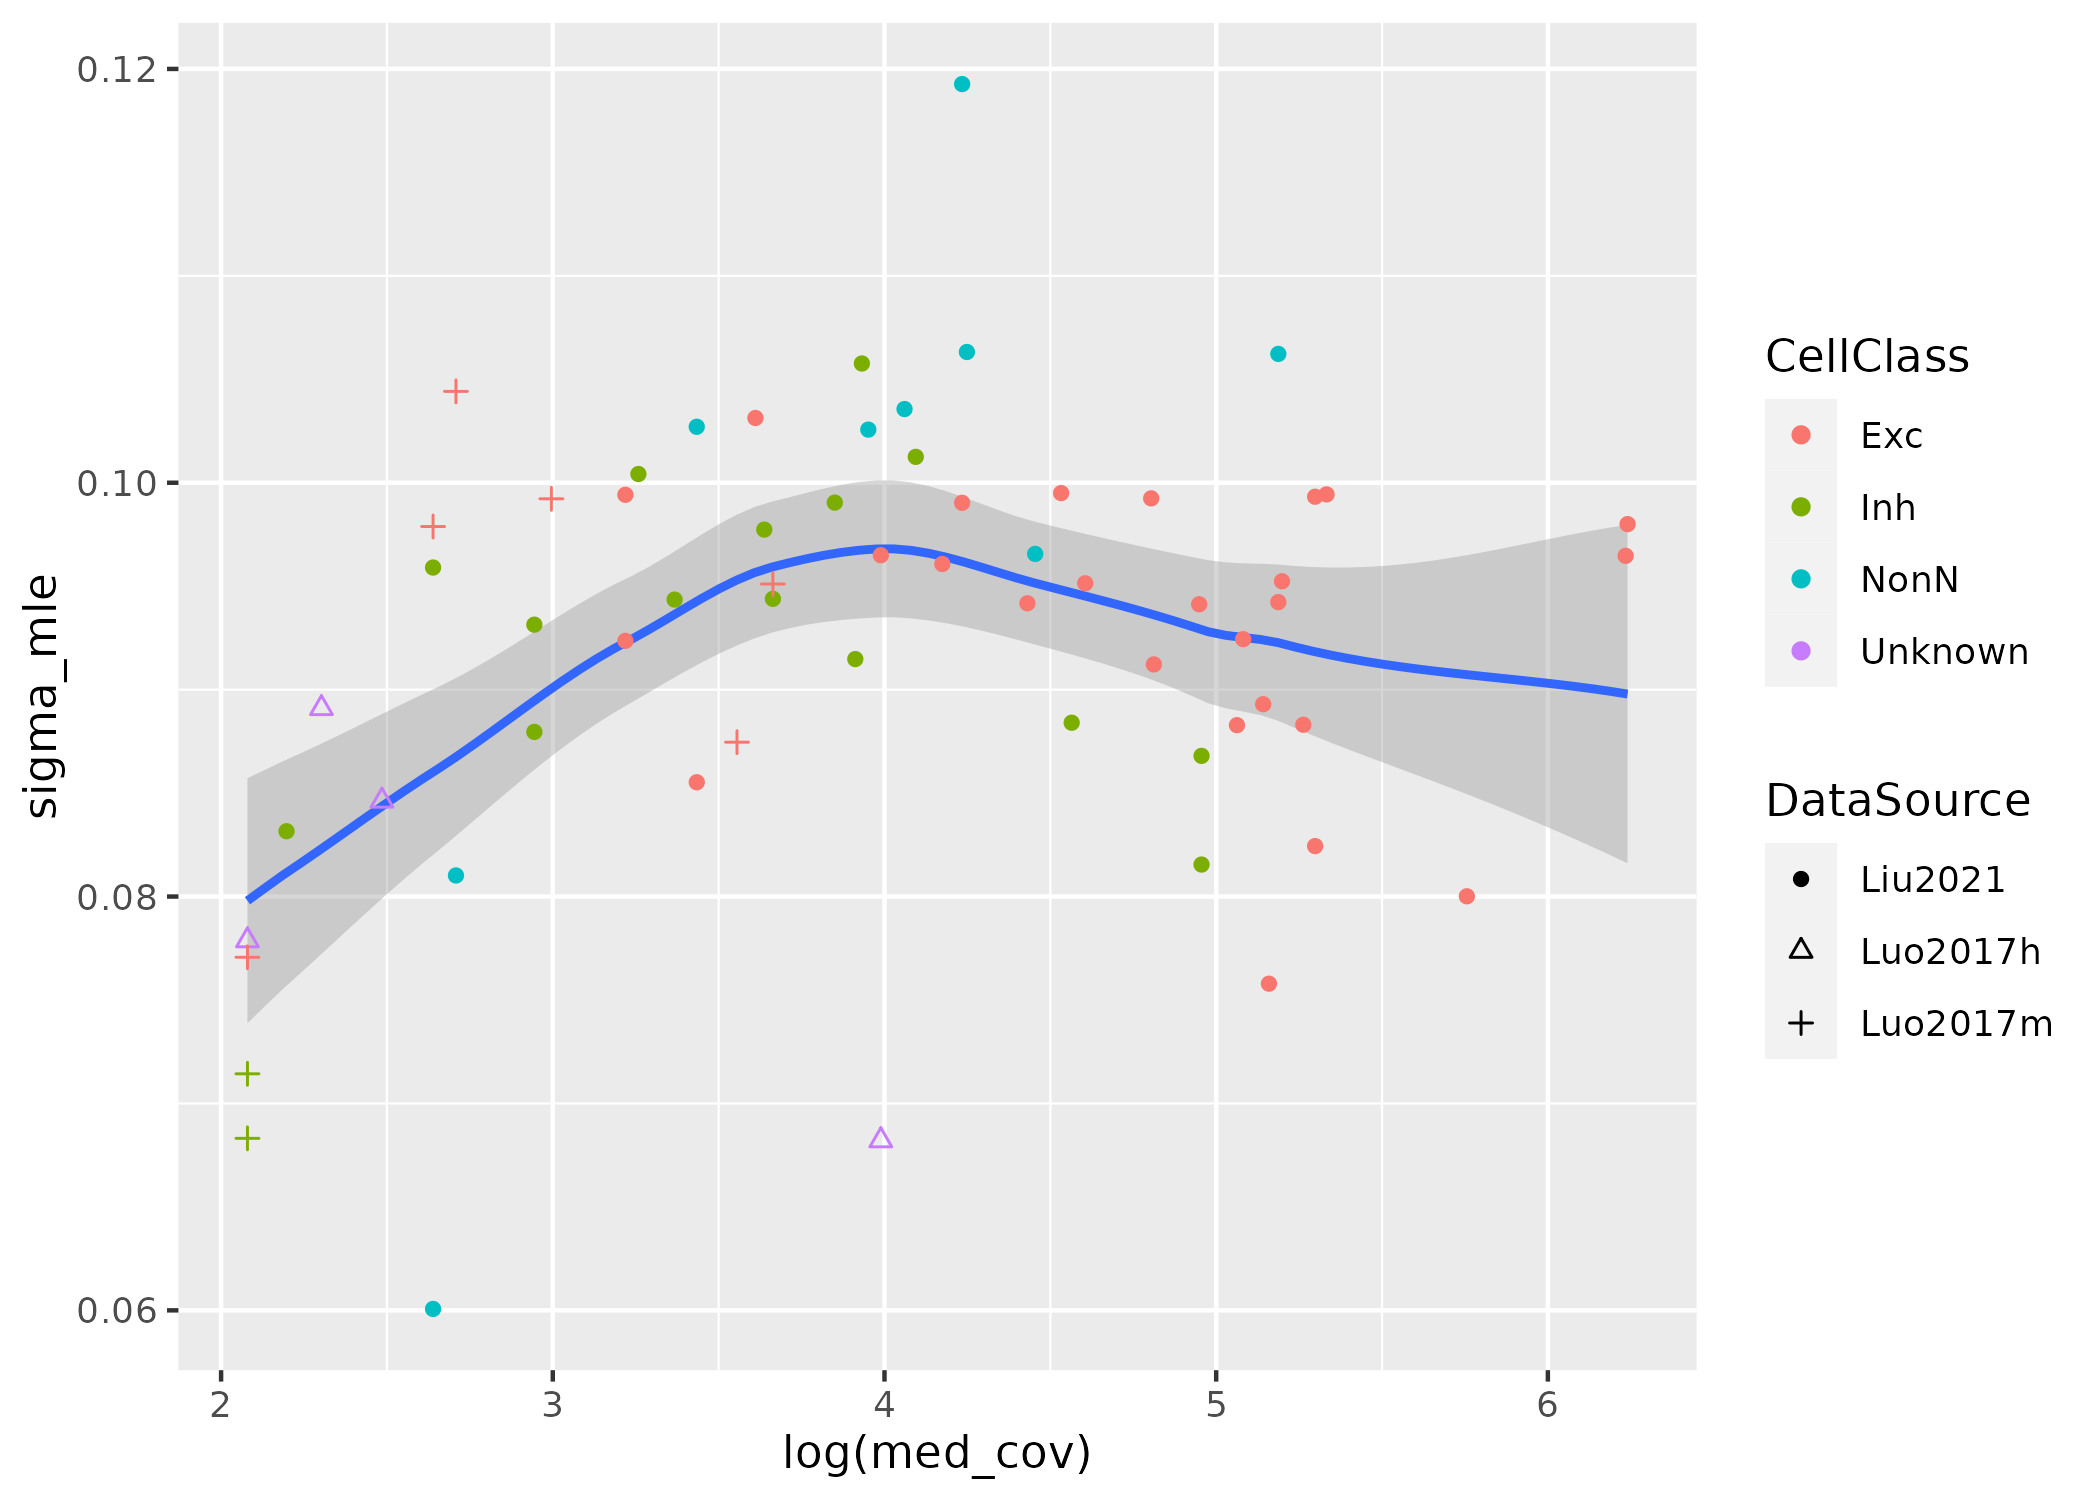 0.12
0.10
0.08
0.06
sigma_mle
2 3 4 5 6
log(med_cov)
CellClass
Exc
Inh
NonN
Unknown
DataSource
Liu2021
Luo2017h
Luo2017m